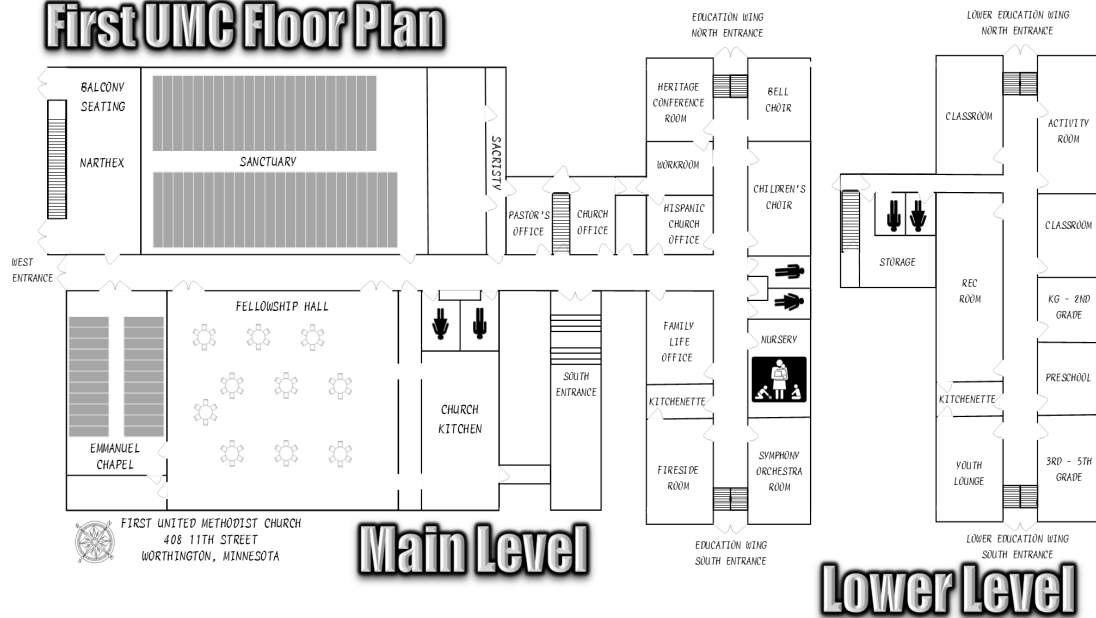 First UMC Floor Plan
BALCONY
SEATING
NARTHEX
SANCTUARY
SACRISTY
WEST
ENTRANCE
PASTOR'S
OFFICE
CHURCH
OFFICE
FELLOWSHIP HALL
EMMANUEL
CHAPEL
CHURCH
KITCHEN
SOUTH
ENTRANCE
EDUCATION WING
NORTH ENTRANCE
HERITAGE
CONFERENCE
ROOM
BELL
CHOIR
WORKROOM
CHILDREN'S
CHOIR
HISPANIC
CHURCH
OFFICE
FAMILY
LIFE
OFFICE
NURSERY
KITCHENETTE
FIRESIDE
ROOM
SYMPHONY
ORCHESTRA
ROOM
EDUCATION WING
SOUTH ENTRANCE
FIRST UNITED METHODIST CHURCH
408 11TH STREET
WORTHINGTON, MINNESOTA
Main Level
LOWER EDUCATION WING
NORTH ENTRANCE
CLASSROOM
ACTIVITY
ROOM
CLASSROOM
STORAGE
REC
ROOM
KG - 2ND
GRADE
PRESCHOOL
KITCHENETTE
YOUTH
LOUNGE
3RD - 5TH
GRADE
LOWER EDUCATION WING
SOUTH ENTRANCE
Lower Level